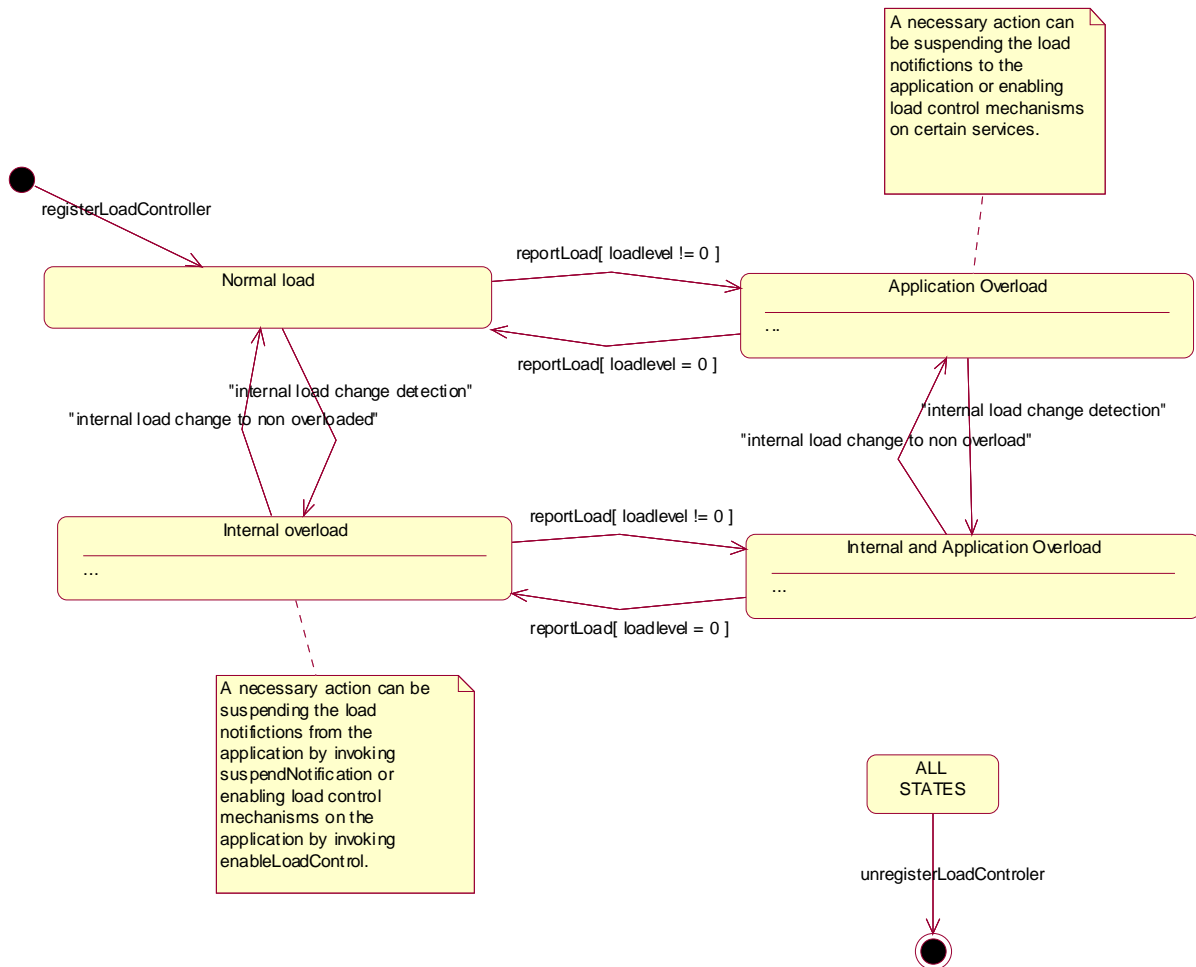 A necessary action can
be suspending the load
notifictions to the
application or enabling
load control mechanisms
on certain services.
registerLoadController
reportLoad[ loadlevel != 0 ]
Normal load
Application Overload
...
reportLoad[ loadlevel = 0 ]
"internal load change detection"
"internal load change to non overloaded"
"internal load change detection"
"internal load change to non overload"
reportLoad[ loadlevel != 0 ]
Internal overload
...
Internal and Application Overload
...
reportLoad[ loadlevel = 0 ]
A necessary action can be
suspending the load
notifictions from the
application by invoking
suspendNotification or
enabling load control
mechanisms on the
application by invoking
enableLoadControl.
ALL
STATES
unregisterLoadControler